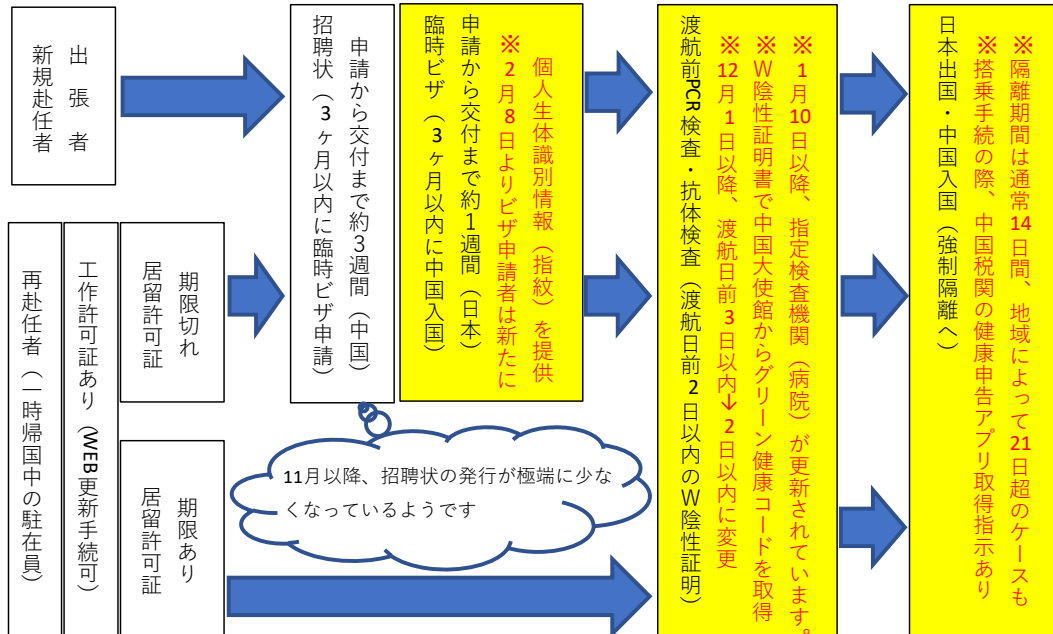 出張者
新規赴任者
再赴任者（一時帰国中の駐在員）
工作許可証あり（WEB更新手続可）
期限切れ
居留許可証
期限あり
居留許可証
招聘状（3ヶ月以内に臨時ビザ申請）
申請から交付まで約3週間（中国）
臨時ビザ（3ヶ月以内に中国入国）
申請から交付まで約1週間（日本）
※2月8日よりビザ申請者は新たに
個人生体識別情報（指紋）を提供
11月以降、招聘状の発行が極端に少な
くなっているようです
渡航前PCR検査・抗体検査（渡航日前2日以内のW陰性証明）
※12月1日以降、渡航日前3日以内→2日以内に変更
※W陰性証明書で中国大使館からグリーン健康コードを取得
※1月10日以降、指定検査機関（病院）が更新されています。
日本出国・中国入国（強制隔離へ）
※搭乗手続の際、中国税関の健康申告アプリ取得指示あり
※隔離期間は通常14日間、地域によって21日超のケースも